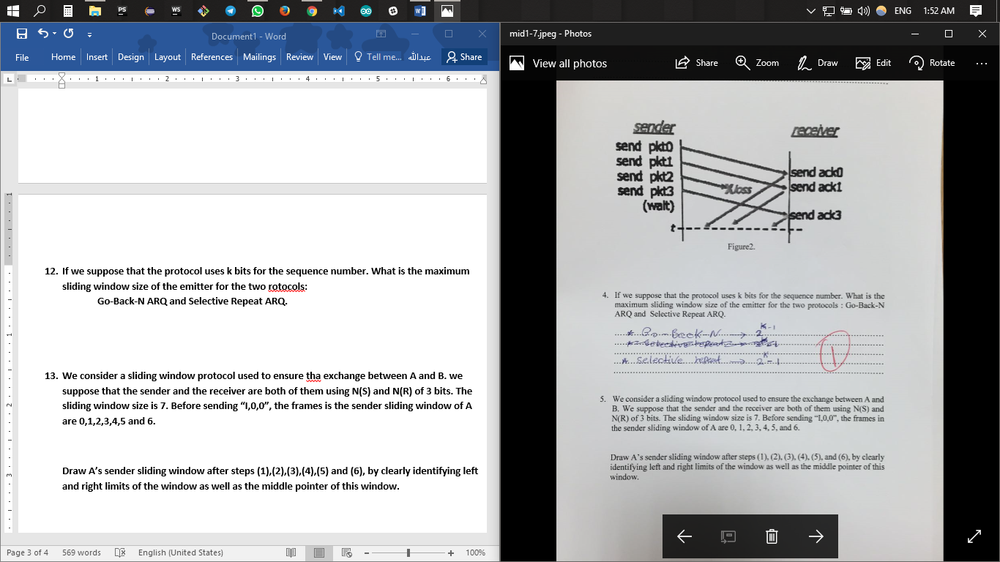 PS
WS
ENG
1:52 AM
Document1 - Word
File
Home
Insert
Design
Layout
References
Mailings
Review
View
Tell me...
عبدالله
Share
1 2 3 4 5 6
12. If we suppose that the protocol uses k bits for the sequence number. What is the maximum
sliding window size of the emitter for the two rotocols:
Go-Back-N ARQ and Selective Repeat ARQ.
13. We consider a sliding window protocol used to ensure tha exchange between A and B. we
suppose that the sender and the receiver are both of them using N(S) and N(R) of 3 bits. The
sliding window size is 7. Before sending “I,0,0”, the frames is the sender sliding window of A
are 0,1,2,3,4,5 and 6.
Draw A’s sender sliding window after steps (1),(2),(3),(4),(5) and (6), by clearly identifying left
and right limits of the window as well as the middle pointer of this window.
1
1
2
3
Page 3 of 4
569 words
English (United States)
100%
mid1-7.jpeg - Photos
View all photos
Share
Zoom
Draw
Edit
Rotate
sender
receiver
send pkt0
send pkt1
send pkt2
send pkt3
(wait)
loss
send ack0
send ack1
send ack3
t
Figure2.
4. If we suppose that the protocol uses k bits for the sequence number. What is the
maximum sliding window size of the emitter for the two protocols : Go-Back-N
ARQ and Selective Repeat ARQ.
* Go-Back-N → 2^K-1
* selective repeat → 2^K-1
1
5. We consider a sliding window protocol used to ensure the exchange between A and
B. We suppose that the sender and the receiver are both of them using N(S) and
N(R) of 3 bits. The sliding window size is 7. Before sending “I,0,0”, the frames in
the sender sliding window of A are 0, 1, 2, 3, 4, 5, and 6.
Draw A’s sender sliding window after steps (1), (2), (3), (4), (5), and (6), by clearly
identifying left and right limits of the window as well as the middle pointer of this
window.